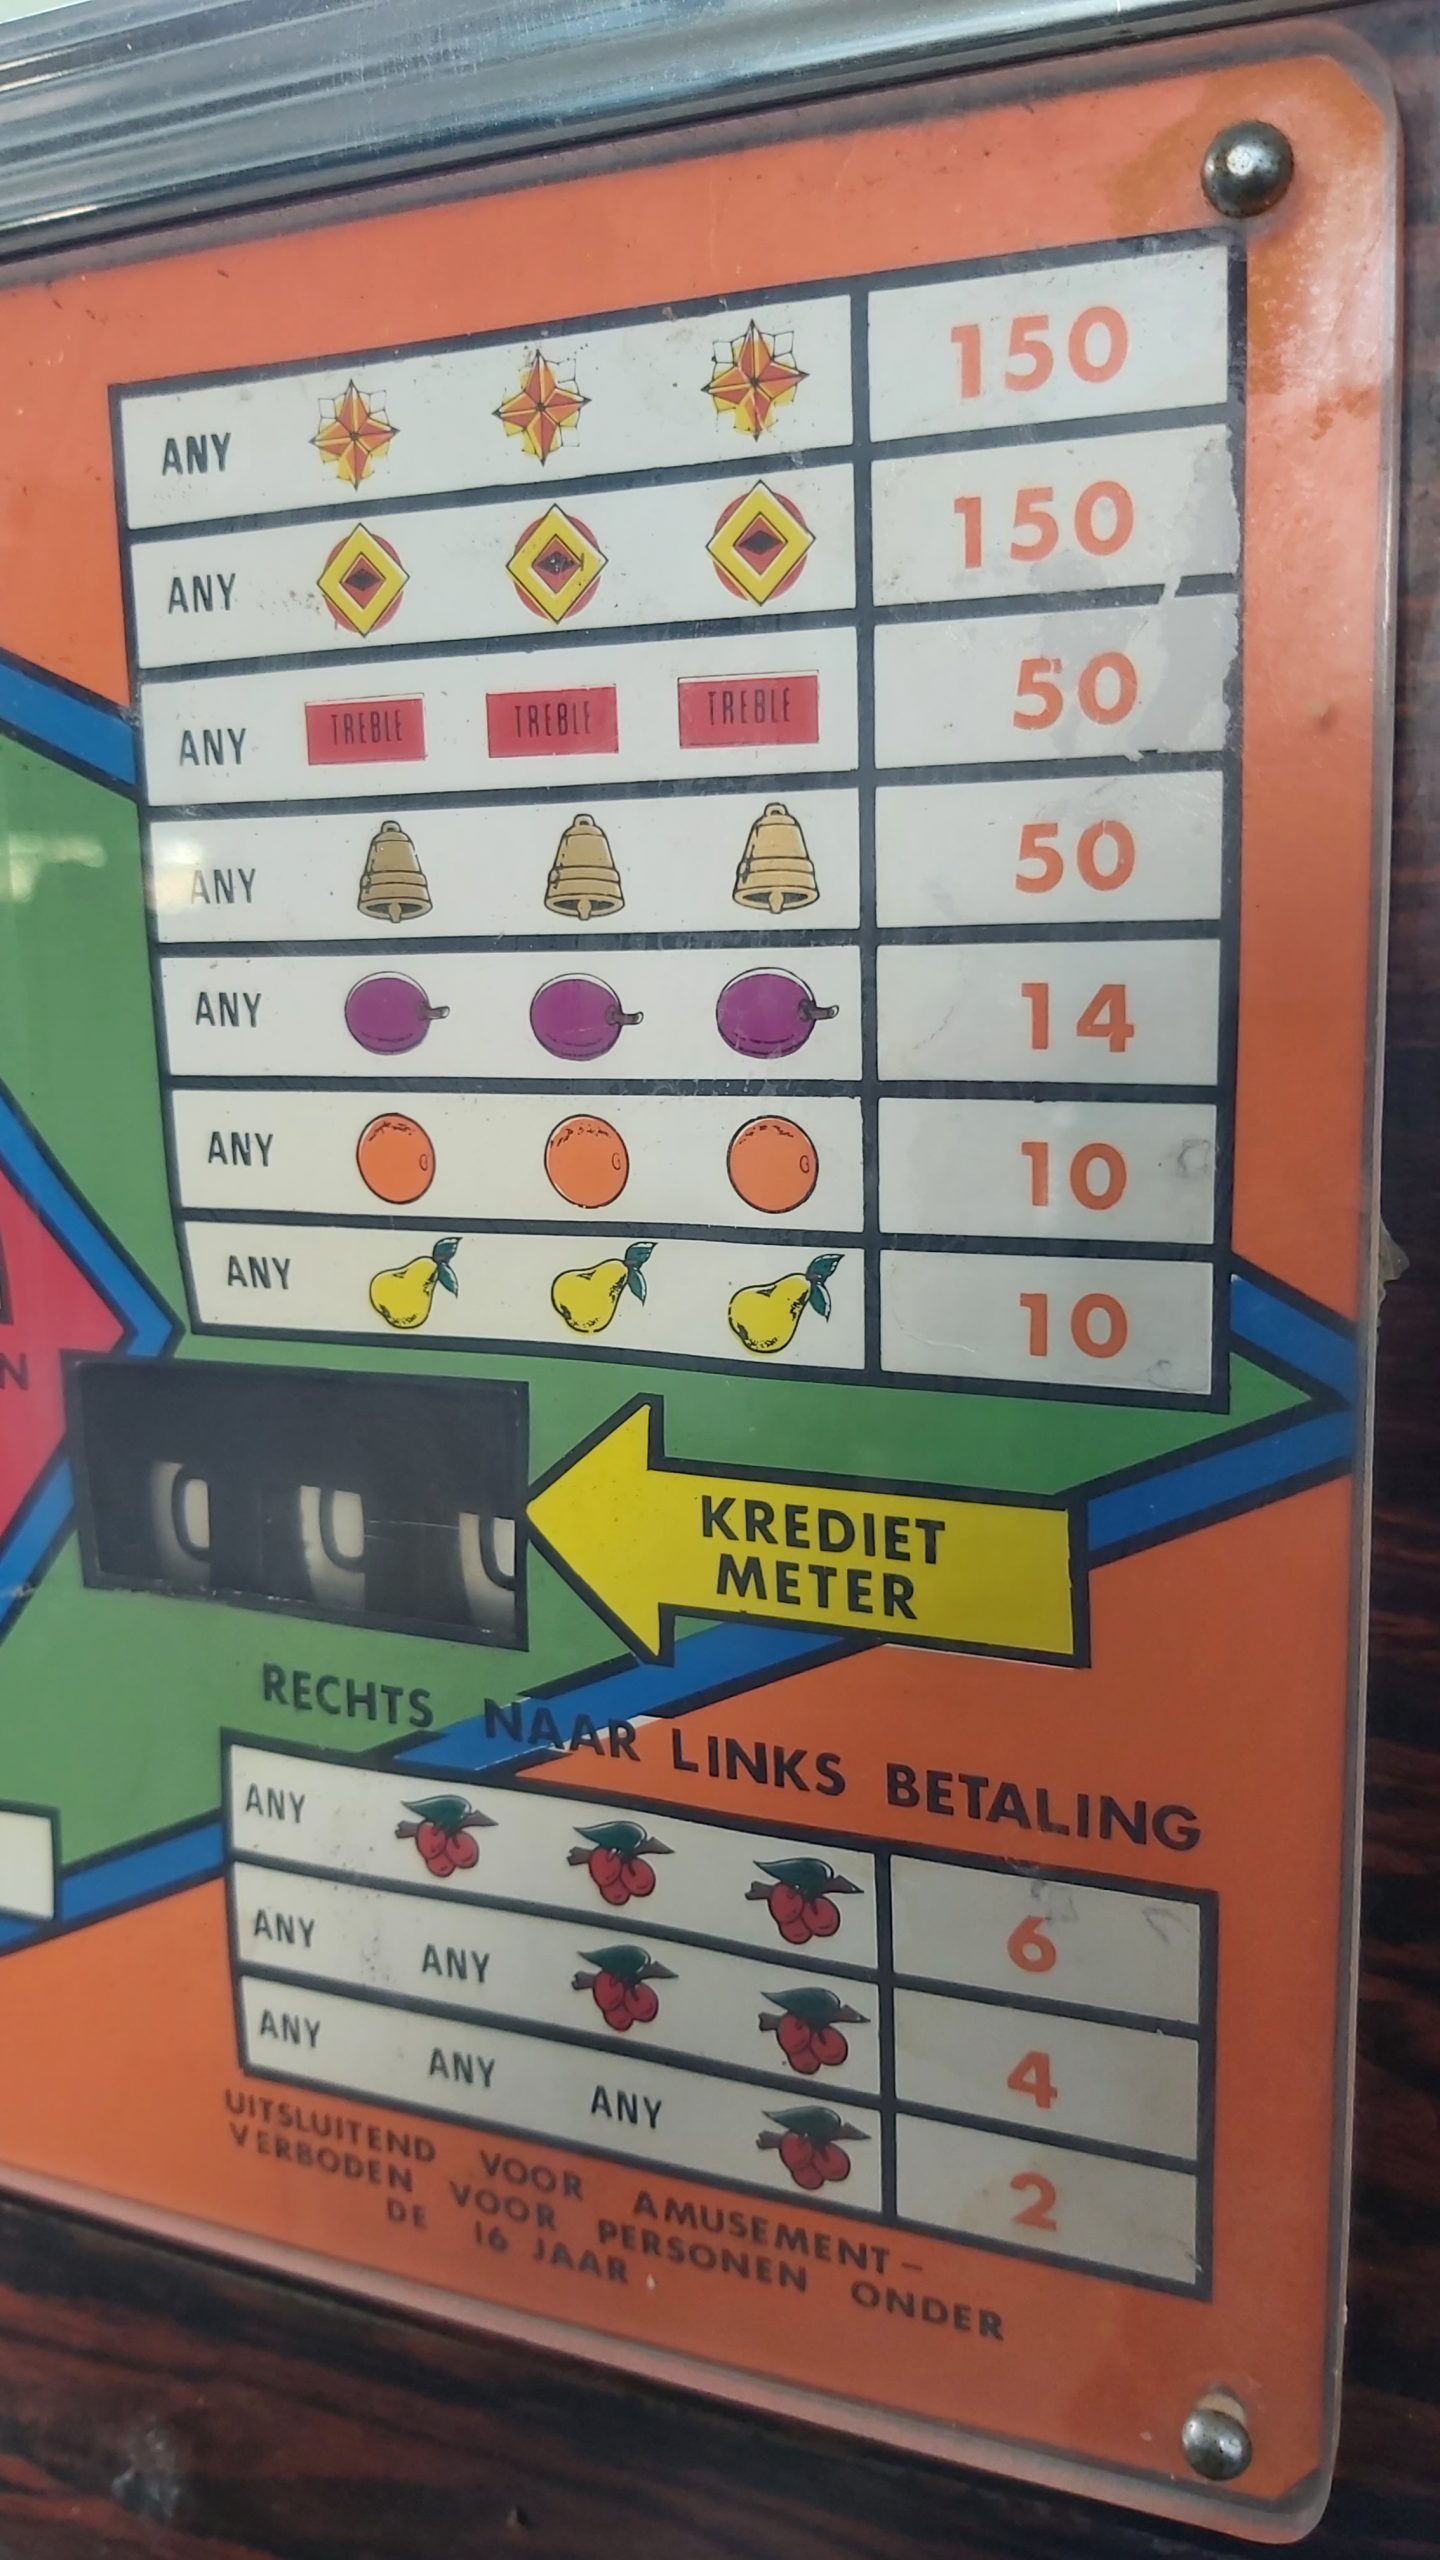 ANY 150
ANY 150
ANY TREBLE TREBLE TREBLE 50
ANY 50
ANY 14
ANY 10
ANY 10
N
KREDIET
METER
RECHTS NAAR LINKS BETALING
ANY 6
ANY ANY 4
ANY ANY ANY 2
UITSLUITEND VOOR AMUSEMENT-
VERBODEN VOOR PERSONEN ONDER
DE 16 JAAR